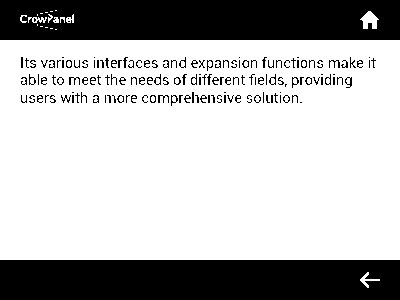 CrowPanel
Its various interfaces and expansion functions make it
able to meet the needs of different fields, providing
users with a more comprehensive solution.